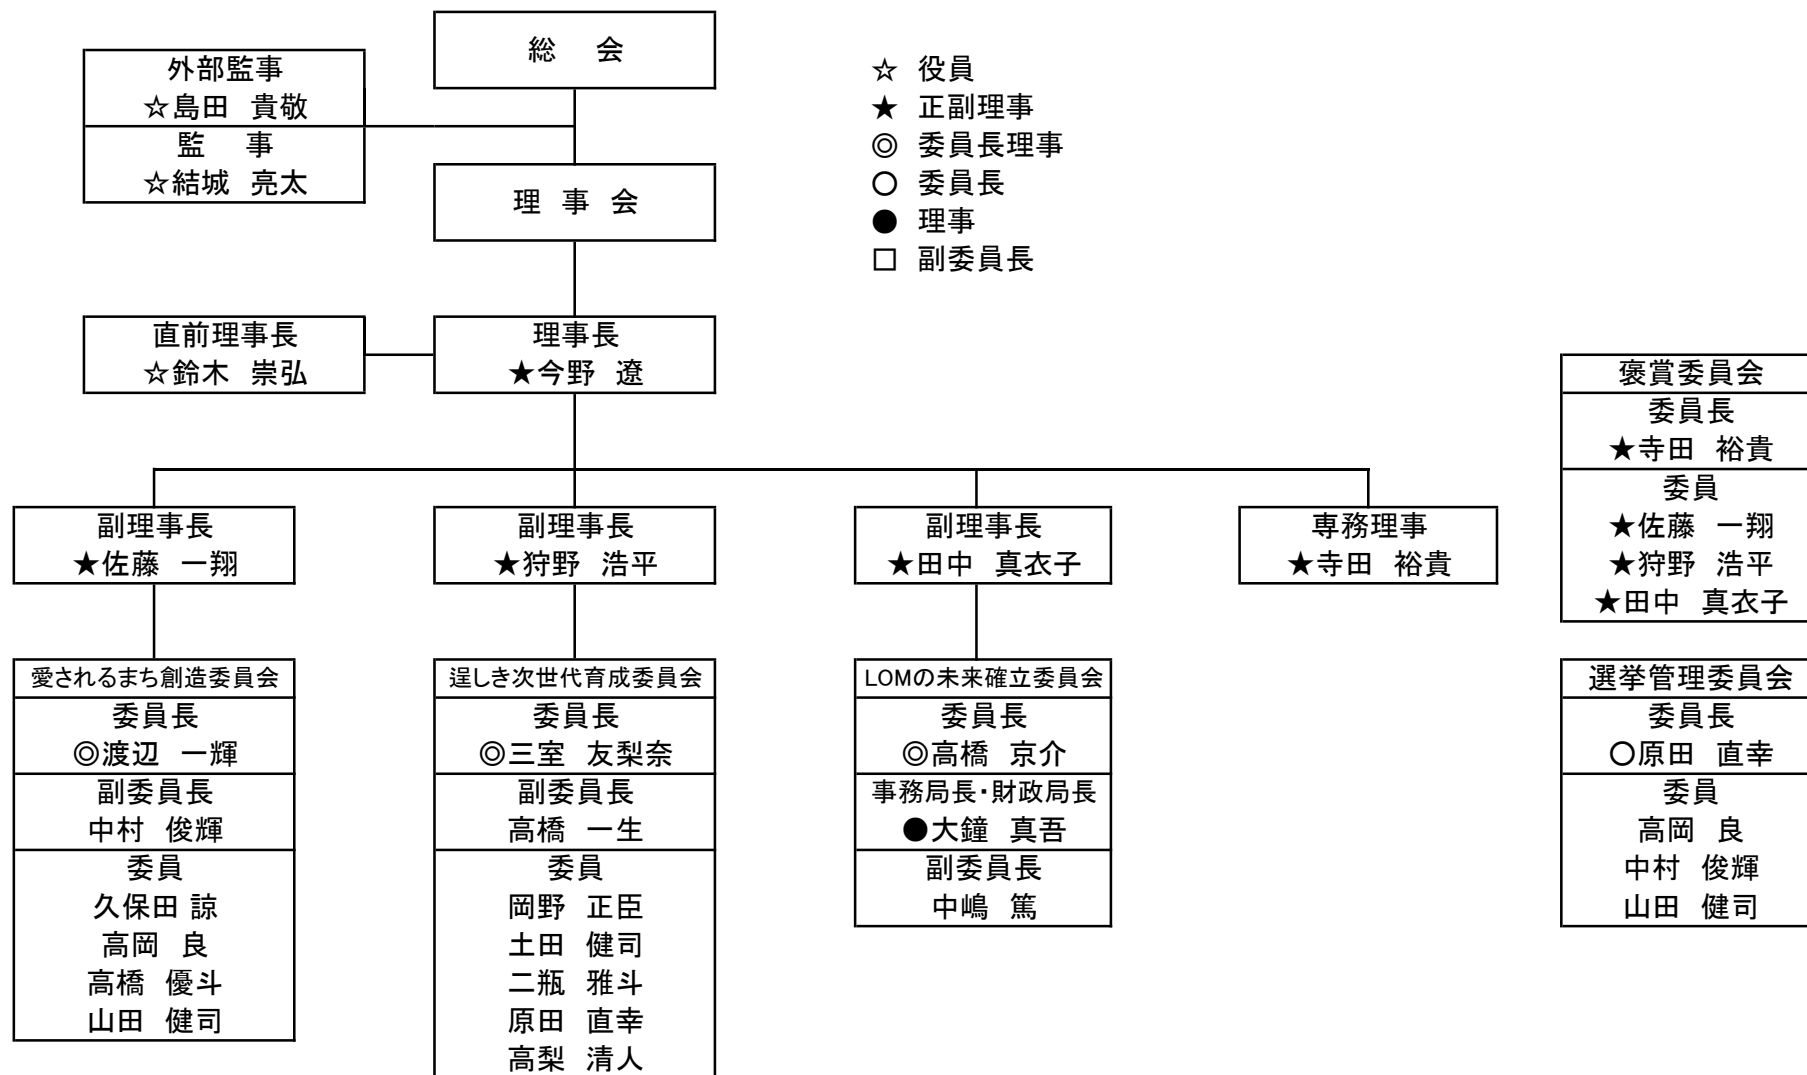 総 会
外部監事
☆島田 貴敬
監 事
☆結城 亮太
理 事 会
☆ 役員
★ 正副理事
◎ 委員長理事
○ 委員長
● 理事
□ 副委員長
直前理事長
☆鈴木 崇弘
理事長
★今野 遼
副理事長
★佐藤 一翔
副理事長
★狩野 浩平
副理事長
★田中 真衣子
専務理事
★寺田 裕貴
褒賞委員会
委員長
★寺田 裕貴
委員
★佐藤 一翔
★狩野 浩平
★田中 真衣子
愛されるまち創造委員会
委員長
◎渡辺 一輝
副委員長
中村 俊輝
委員
久保田 諒
高岡 良
高橋 優斗
山田 健司
逞しき次世代育成委員会
委員長
◎三室 友梨奈
副委員長
高橋 一生
委員
岡野 正臣
土田 健司
二瓶 雅斗
原田 直幸
高梨 清人
LOMの未来確立委員会
委員長
◎高橋 京介
事務局長・財政局長
●大鐘 真吾
副委員長
中嶋 篤
選挙管理委員会
委員長
○原田 直幸
委員
高岡 良
中村 俊輝
山田 健司